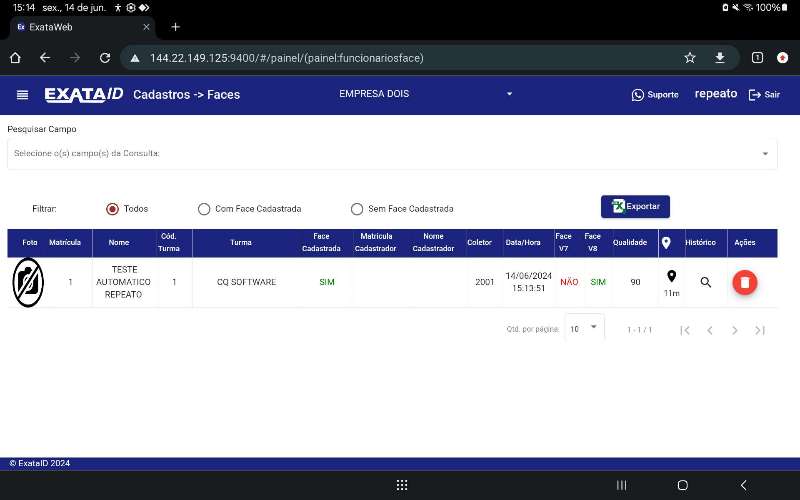 15:14 sex., 14 de jun.
100%
Ex ExataWeb
144.22.149.125:9400/#/painel/(painel:funcionariosface)
1
EXATAID
Cadastros -> Faces
EMPRESA DOIS
Suporte
repeato
Sair
Pesquisar Campo
Selecione o(s) campo(s) da Consulta:
Filtrar:
Todos
Com Face Cadastrada
Sem Face Cadastrada
Exportar
Foto
Matrícula
Nome
Cód. Turma
Turma
Face Cadastrada
Matrícula Cadastrador
Nome Cadastrador
Coletor
Data/Hora
Face V7
Face V8
Qualidade
Histórico
Ações
1
TESTE AUTOMATICO REPEATO
1
CQ SOFTWARE
SIM
2001
14/06/2024 15:13:51
NÃO
SIM
90
11m
Qtd. por página:
10
1 - 1 / 1
© ExataID 2024